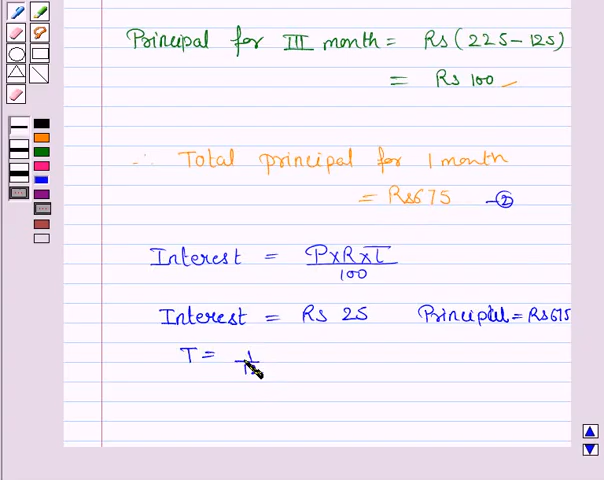 Principal for III month = Rs (225 - 125)
= Rs 100
∴ Total principal for 1 month
= Rs 675 - ②
Interest = P x R x T / 100
Interest = Rs 25 Principal = Rs 675
T = 1/12